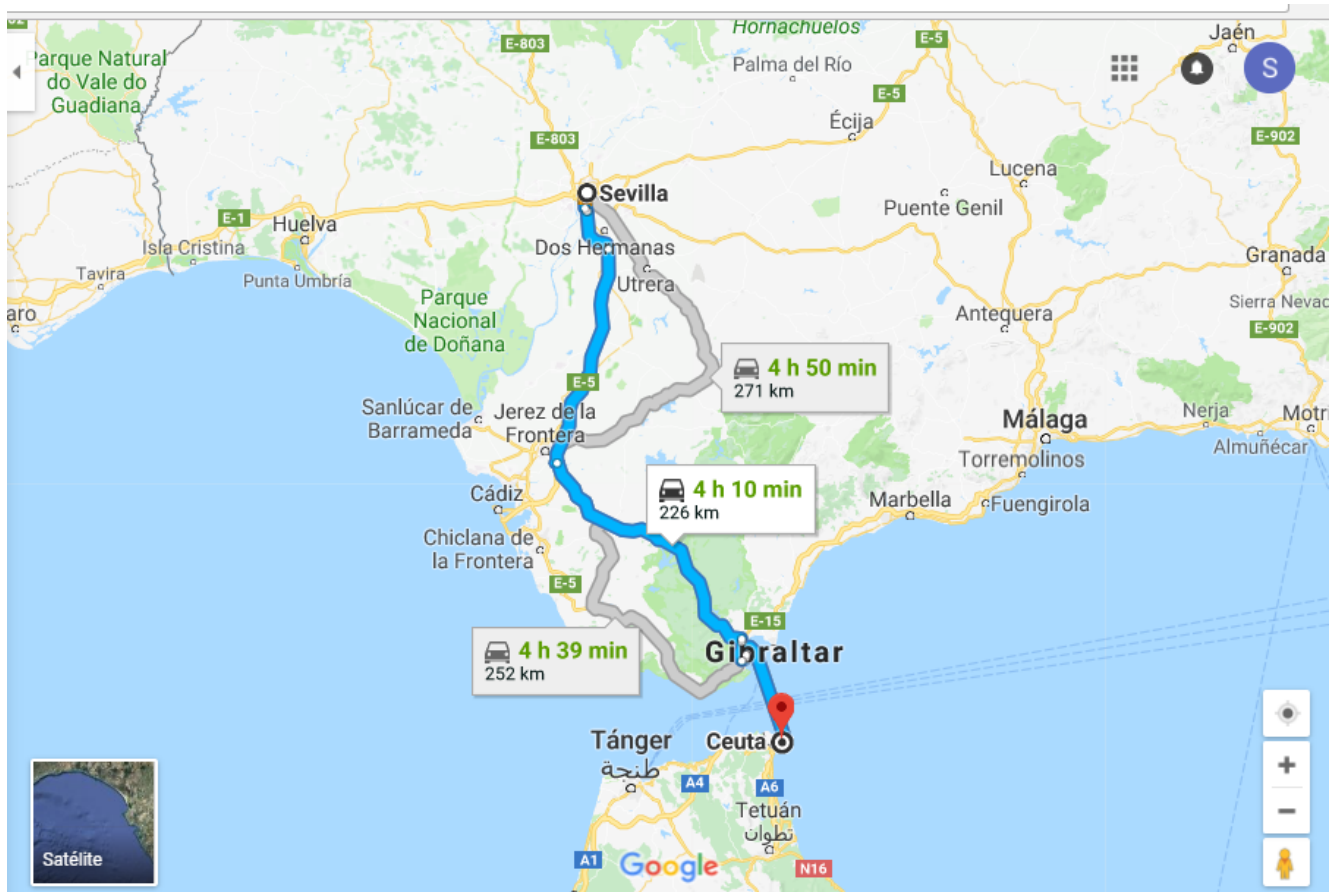 Hornachuelos
E-803
E-5
Jaén
Parque Natural
do Vale do
Guadiana
Palma del Río
S
E-5
Écija
E-803
E-902
Lucena
Sevilla
Puente Genil
E-1
Huelva
Isla Cristina
Dos Hermanas
Granada
Tavira
Punta Umbría
Utrera
Parque
Nacional
de Doñana
Antequera
Sierra Nevad
aro
E-902
4 h 50 min
271 km
E-5
Sanlúcar de
Barrameda
Jerez de la
Frontera
Málaga
Nerja
Motri
Almuñécar
Torremolinos
4 h 10 min
226 km
Cádiz
Marbella
Fuengirola
Chiclana de
la Frontera
E-5
E-15
Gibraltar
4 h 39 min
252 km
Tánger
طنجة
Ceuta
A4
A6
Tetuán
تطوان
Satélite
A1
Google
N16